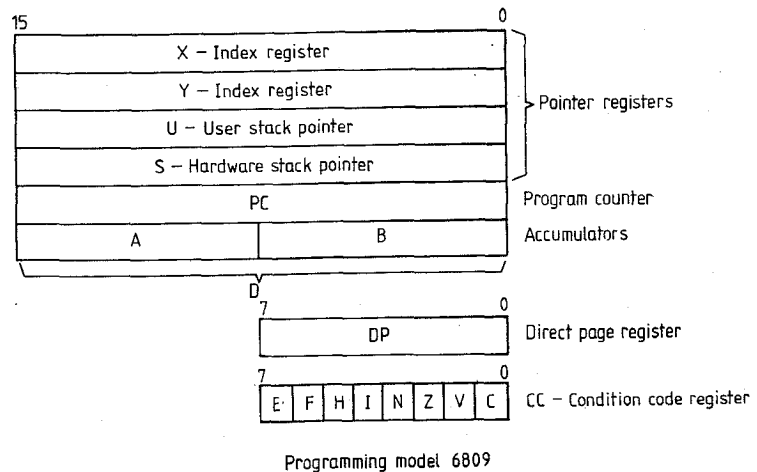 15 0
X – Index register
Y – Index register
U – User stack pointer
S – Hardware stack pointer
Pointer registers
PC Program counter
A B Accumulators
D
7 0
DP Direct page register
7 0
E F H I N Z V C CC – Condition code register
Programming model 6809